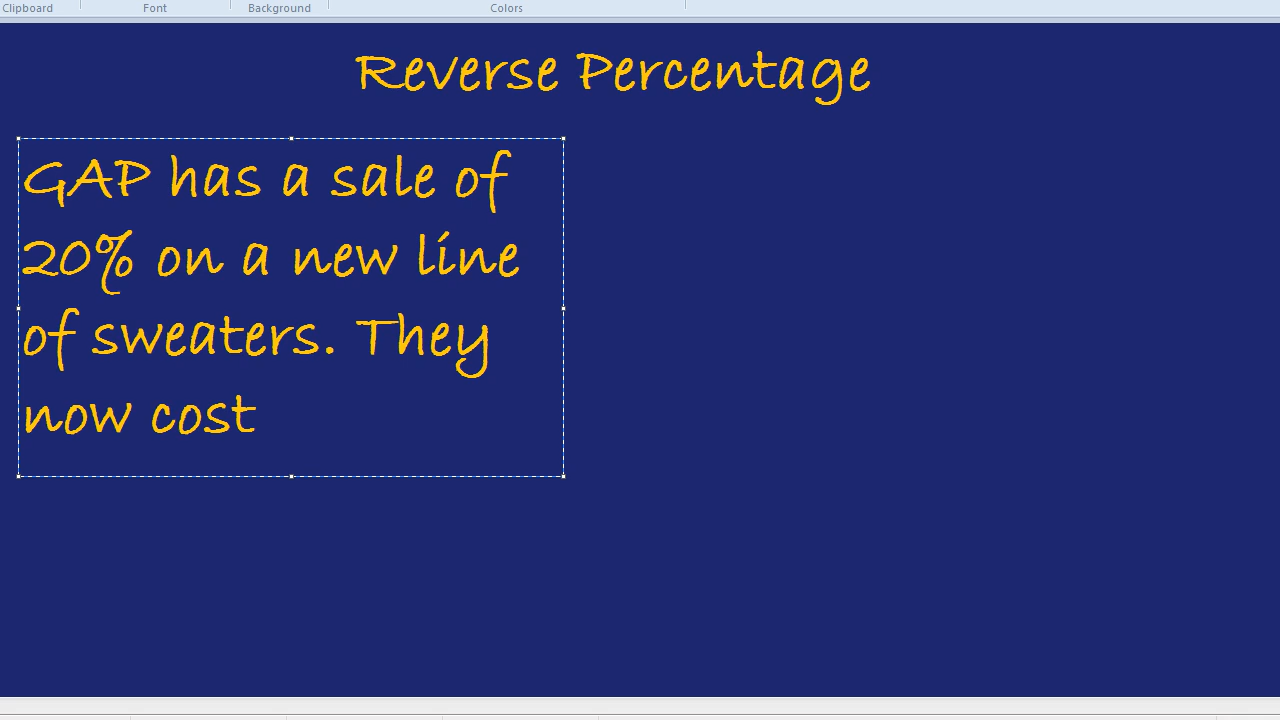 Clipboard Font Background Colors
Reverse Percentage
GAP has a sale of
20% on a new line
of sweaters. They
now cost